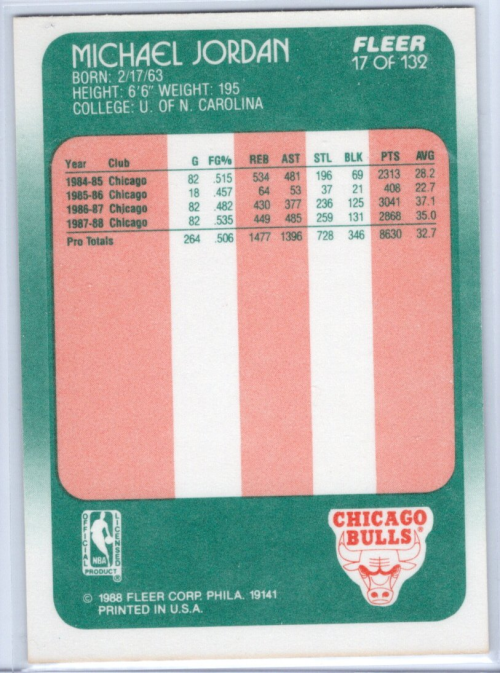 MICHAEL JORDAN
BORN: 2/17/63
HEIGHT: 6'6" WEIGHT: 195
COLLEGE: U. OF N. CAROLINA
FLEER
17 OF 132
Year Club G FG% REB AST STL BLK PTS AVG
1984-85 Chicago 82 .515 534 481 196 69 2313 28.2
1985-86 Chicago 18 .457 64 53 37 21 408 22.7
1986-87 Chicago 82 .482 430 377 236 125 3041 37.1
1987-88 Chicago 82 .535 449 485 259 131 2868 35.0
Pro Totals 264 .506 1477 1396 728 346 8630 32.7
OFFICIAL LICENSED
NBA ®
PRODUCT
CHICAGO
BULLS ®
© 1988 FLEER CORP. PHILA. 19141
PRINTED IN U.S.A.